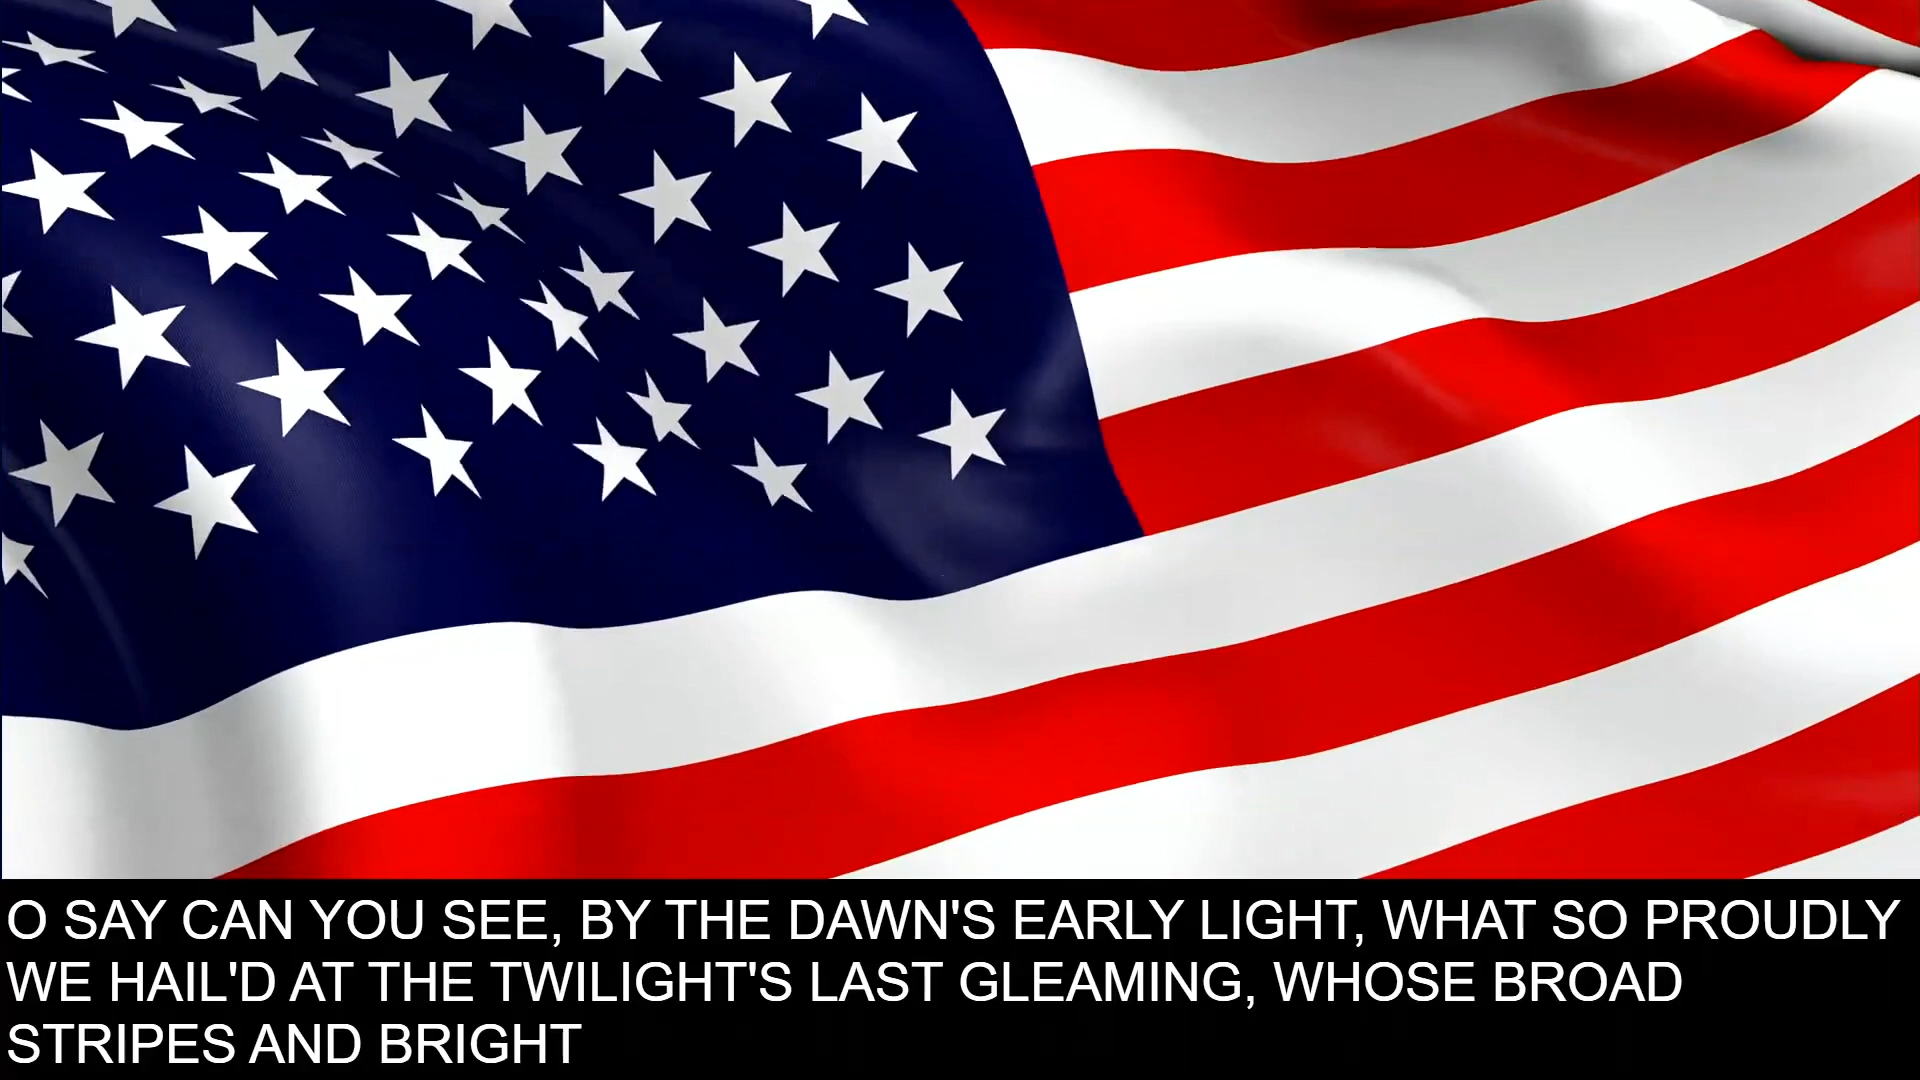 O SAY CAN YOU SEE, BY THE DAWN'S EARLY LIGHT, WHAT SO PROUDLY
WE HAIL'D AT THE TWILIGHT'S LAST GLEAMING, WHOSE BROAD
STRIPES AND BRIGHT